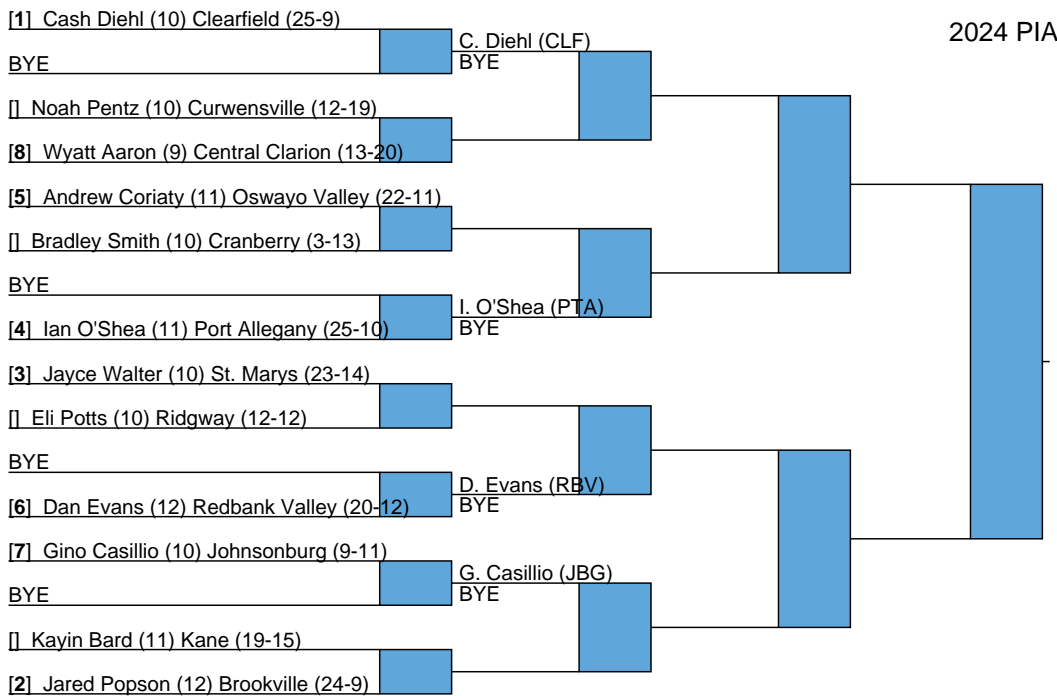 [1] Cash Diehl (10) Clearfield (25-9)
2024 PIA
C. Diehl (CLF)
BYE
BYE
[] Noah Pentz (10) Curwensville (12-19)
[8] Wyatt Aaron (9) Central Clarion (13-20)
[5] Andrew Coriaty (11) Oswayo Valley (22-11)
[] Bradley Smith (10) Cranberry (3-13)
BYE
I. O'Shea (PTA)
BYE
[4] Ian O'Shea (11) Port Allegany (25-10)
[3] Jayce Walter (10) St. Marys (23-14)
[] Eli Potts (10) Ridgway (12-12)
BYE
D. Evans (RBV)
BYE
[6] Dan Evans (12) Redbank Valley (20-12)
[7] Gino Casillio (10) Johnsonburg (9-11)
G. Casillio (JBG)
BYE
BYE
[] Kayin Bard (11) Kane (19-15)
[2] Jared Popson (12) Brookville (24-9)